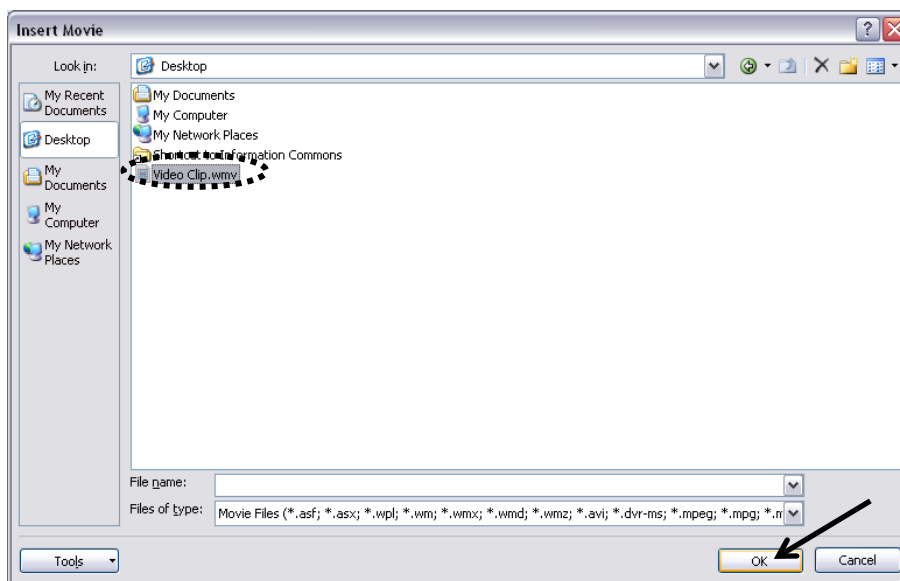 Insert Movie
Look in:
Desktop
My Recent
Documents
Desktop
My
Documents
My
Computer
My Network
Places
My Documents
My Computer
My Network Places
Shortcut to Information Commons
Video Clip.wmv
File name:
Files of type:
Movie Files (*.asf; *.asx; *.wpl; *.wm; *.wmx; *.wmd; *.wmz; *.avi; *.dvr-ms; *.mpeg; *.mpg; *.m
Tools
OK
Cancel